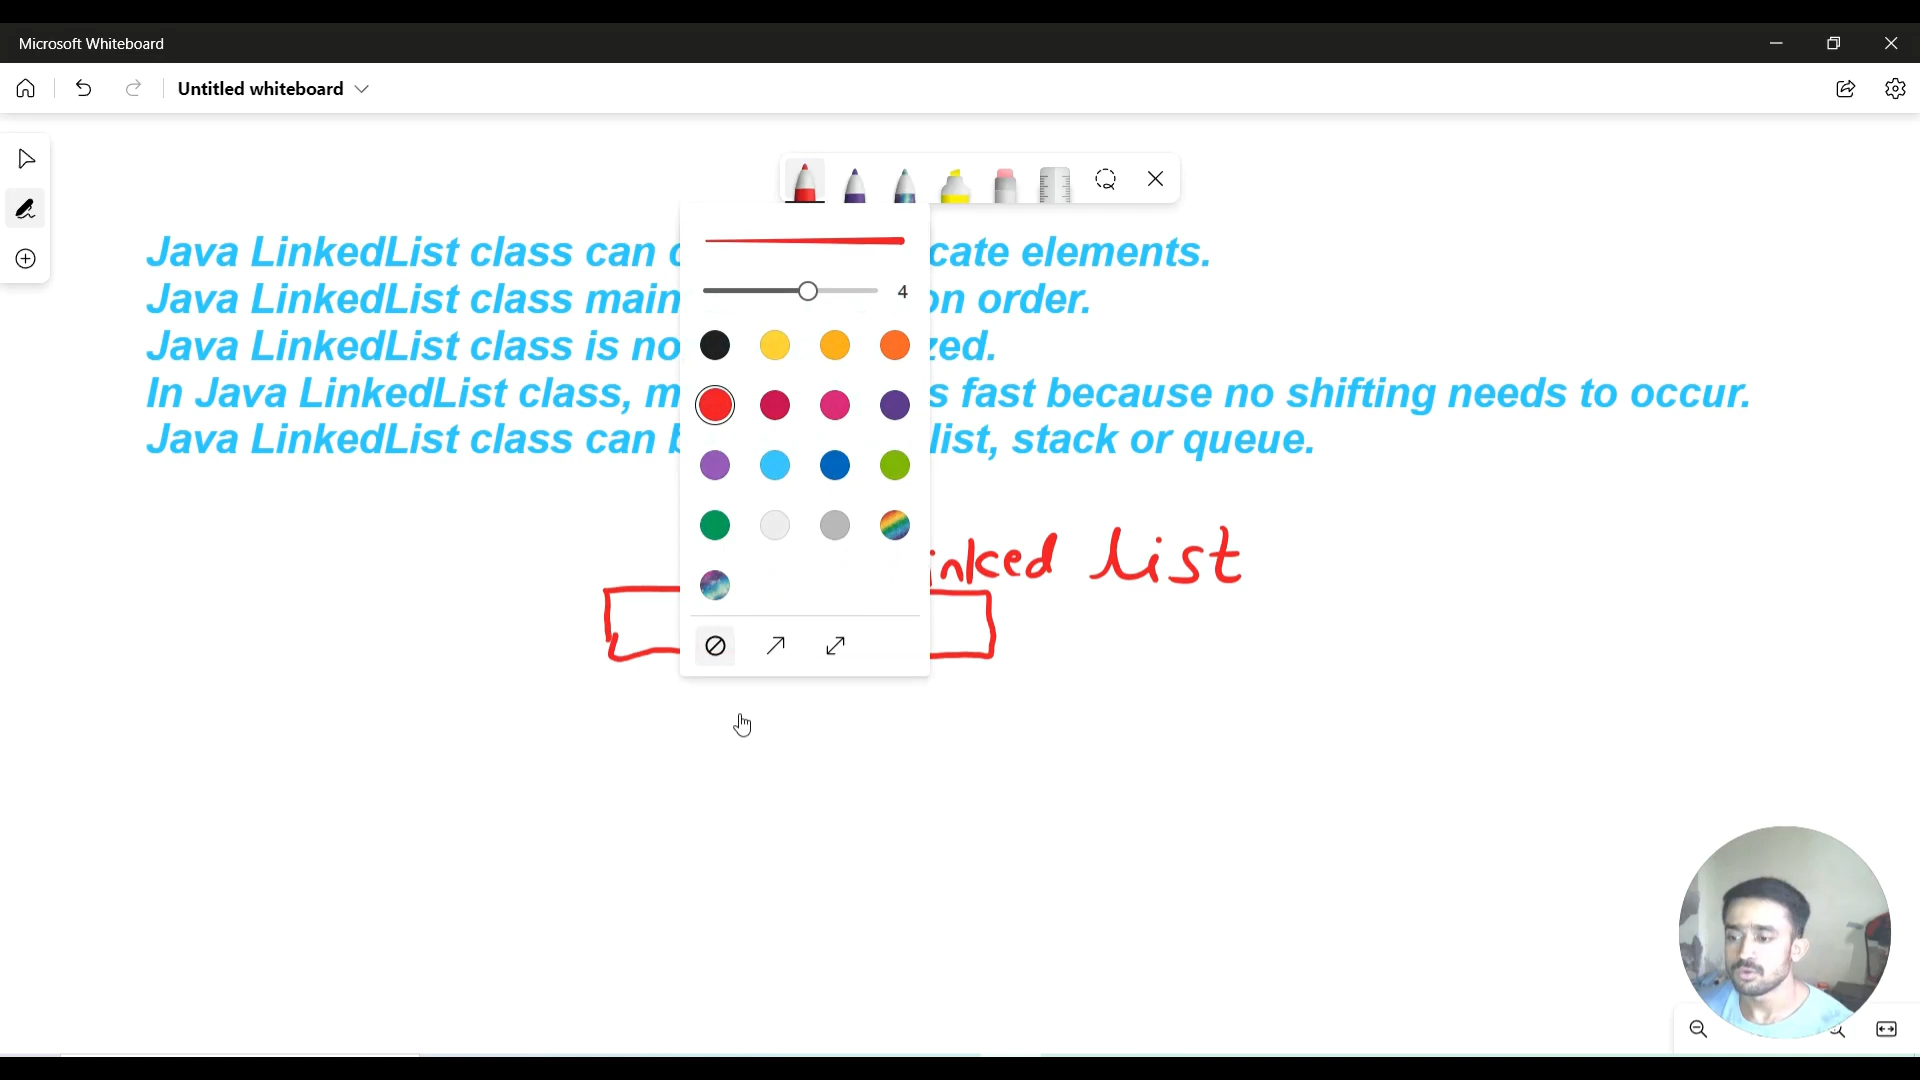 Microsoft Whiteboard
Untitled whiteboard
Java LinkedList class can cate elements.
Java LinkedList class main on order.
Java LinkedList class is no zed.
In Java LinkedList class, m s fast because no shifting needs to occur.
Java LinkedList class can b list, stack or queue.
4
inked list